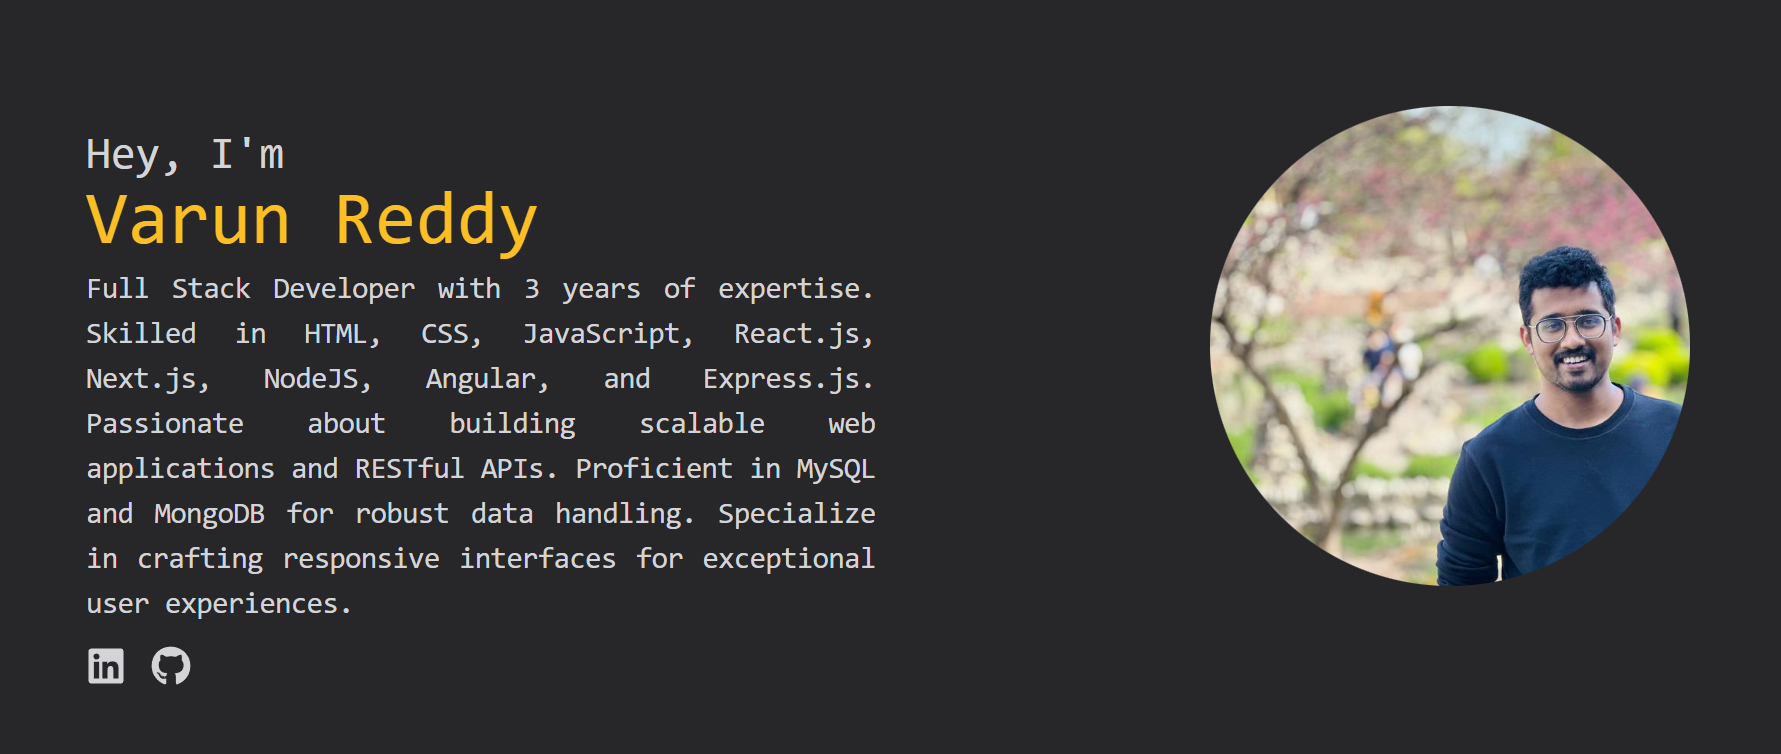 Hey, I'm
Varun Reddy
Full Stack Developer with 3 years of expertise.
Skilled in HTML, CSS, JavaScript, React.js,
Next.js, NodeJS, Angular, and Express.js.
Passionate about building scalable web
applications and RESTful APIs. Proficient in MySQL
and MongoDB for robust data handling. Specialize
in crafting responsive interfaces for exceptional
user experiences.
in